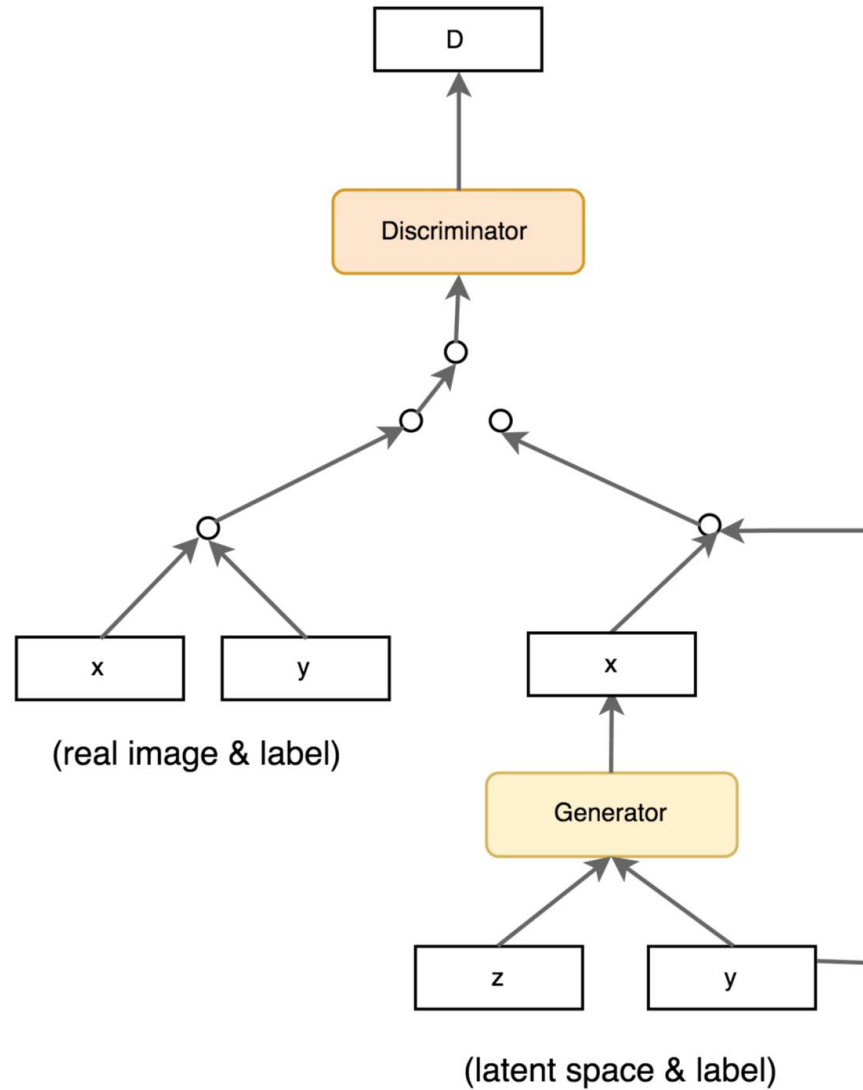 D
Discriminator
x
y
(real image & label)
x
Generator
z
y
(latent space & label)